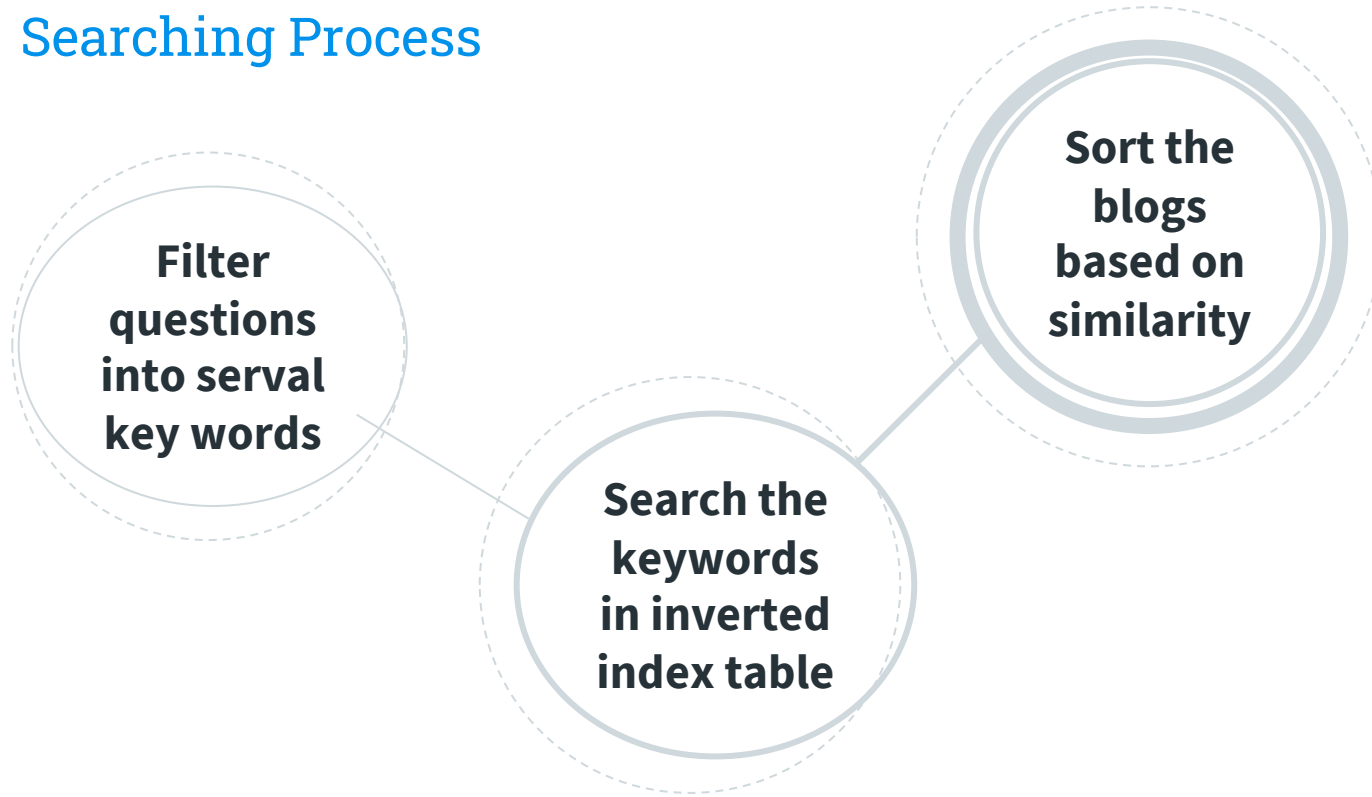 Searching Process
Filter
questions
into serval
key words
Search the
keywords
in inverted
index table
Sort the
blogs
based on
similarity